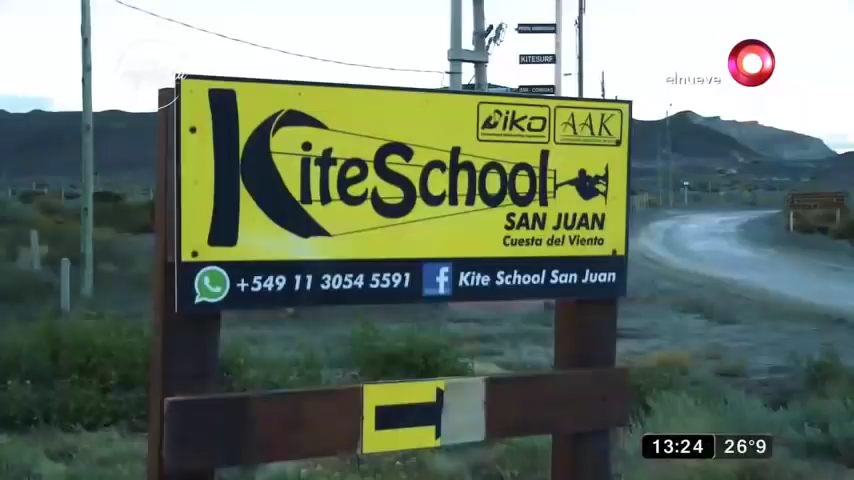 KITESURF
elnueve
iko
AAK
KiteSchool
SAN JUAN
Cuesta del Viento
+549 11 3054 5591
Kite School San Juan
13:24 26°9